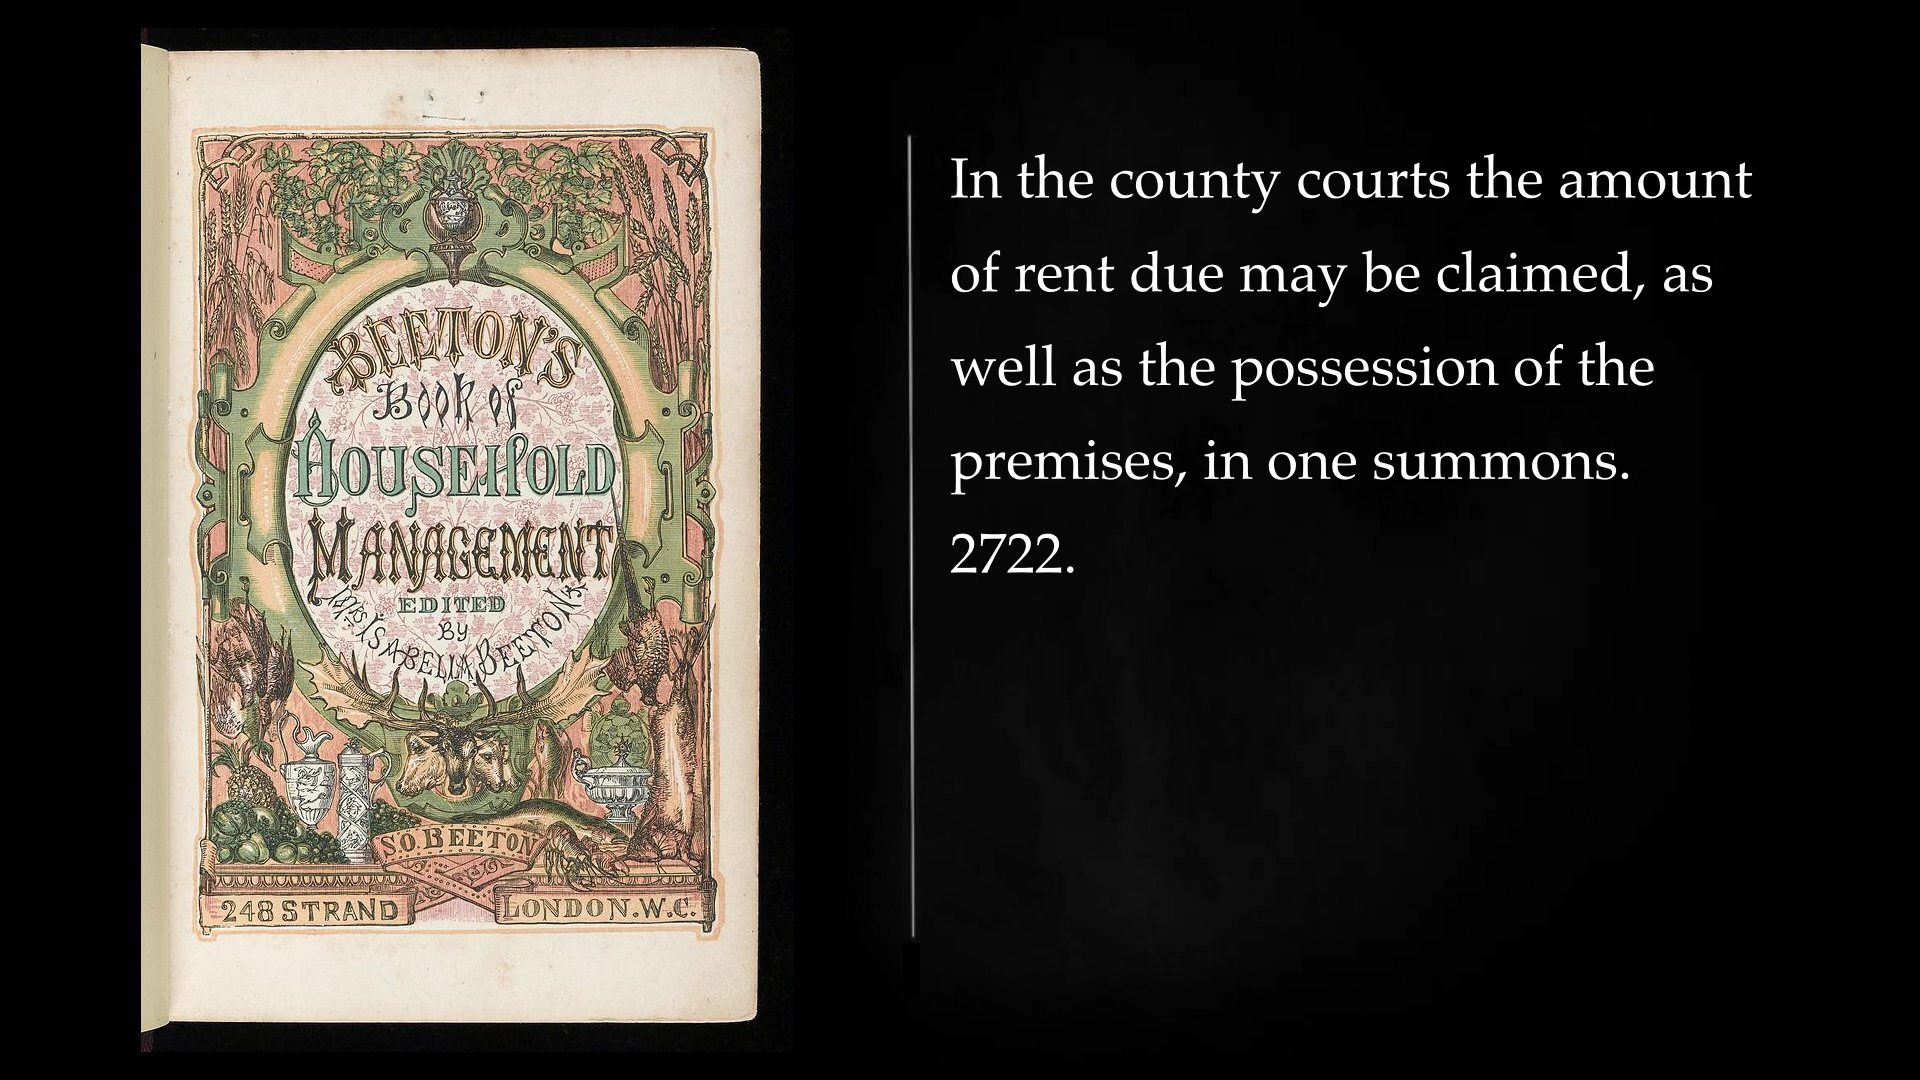 BEETON'S
Book of
HOUSEHOLD
MANAGEMENT
EDITED
BY
MRS ISABELLA BEETON
S.O. BEETON
248 STRAND
LONDON. W.C.
In the county courts the amount
of rent due may be claimed, as
well as the possession of the
premises, in one summons.
2722.